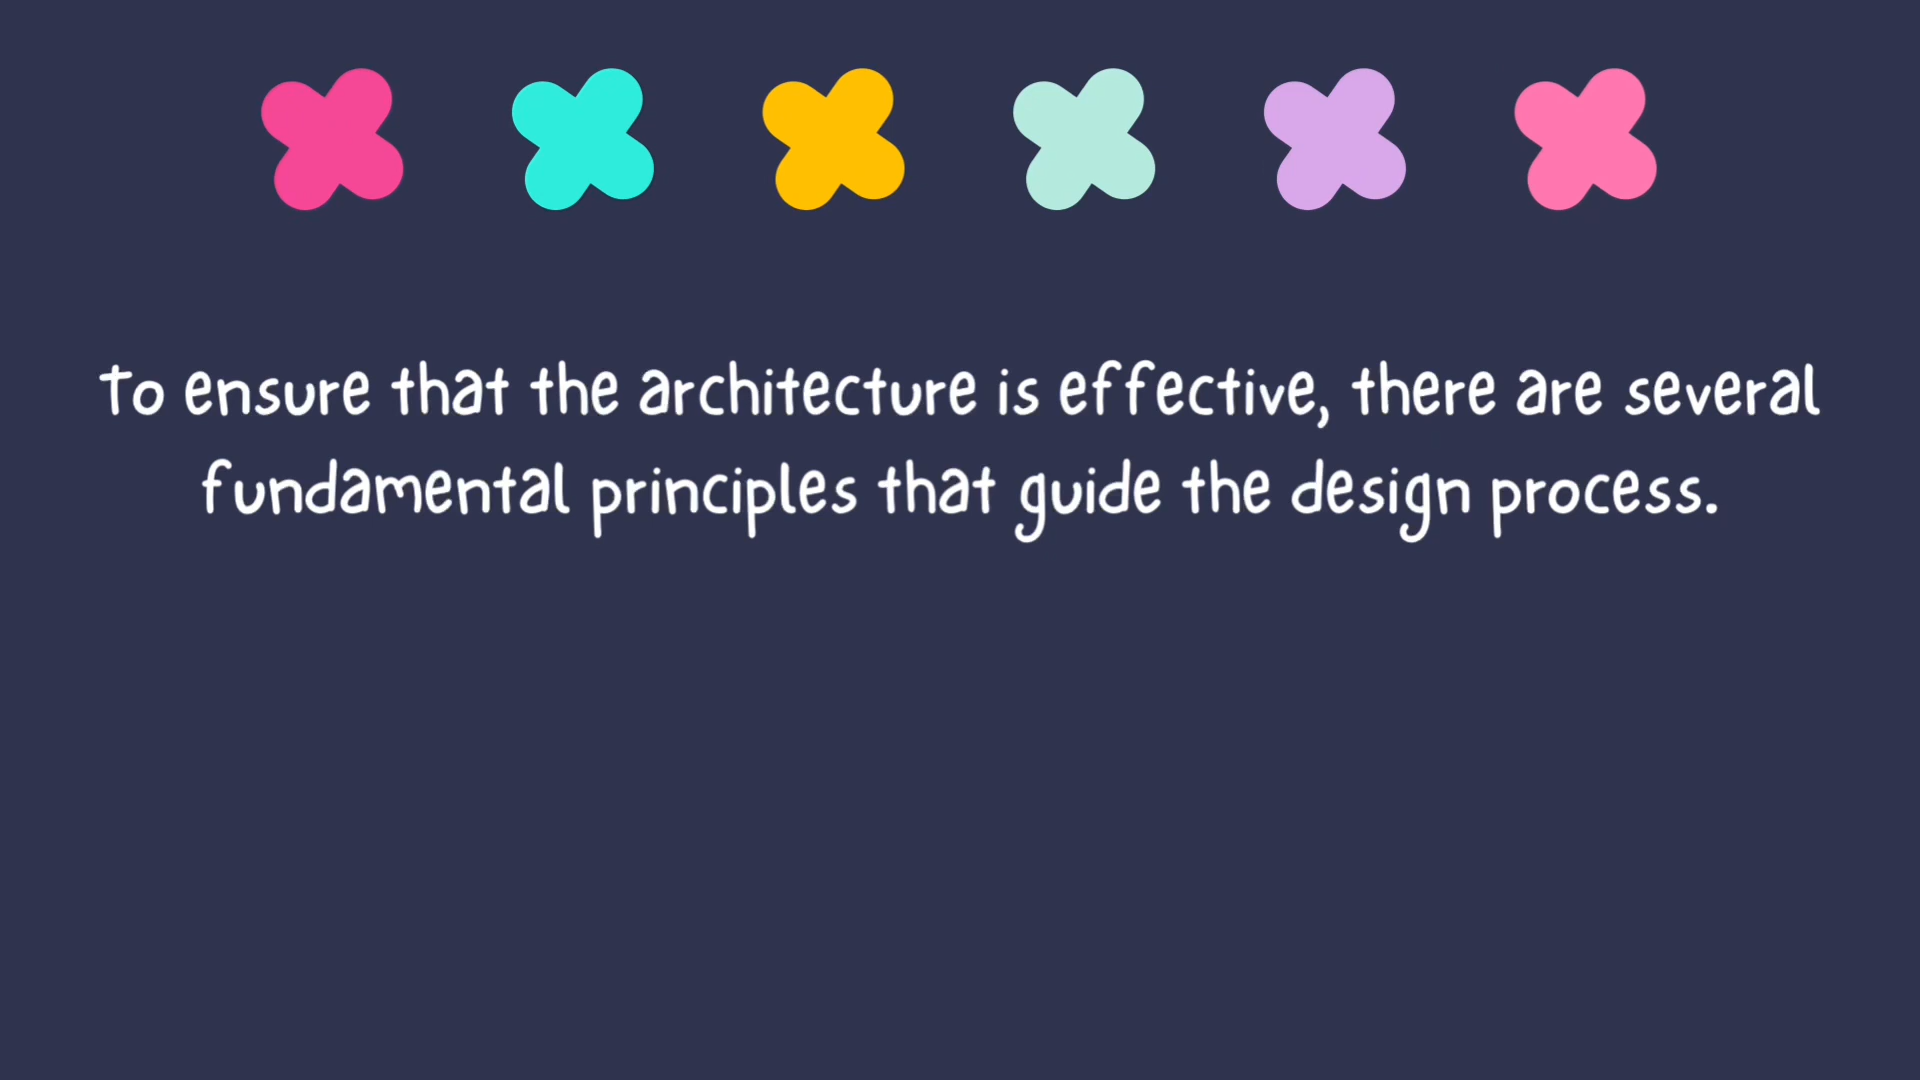 To ensure that the architecture is effective, there are several
fundamental principles that guide the design process.